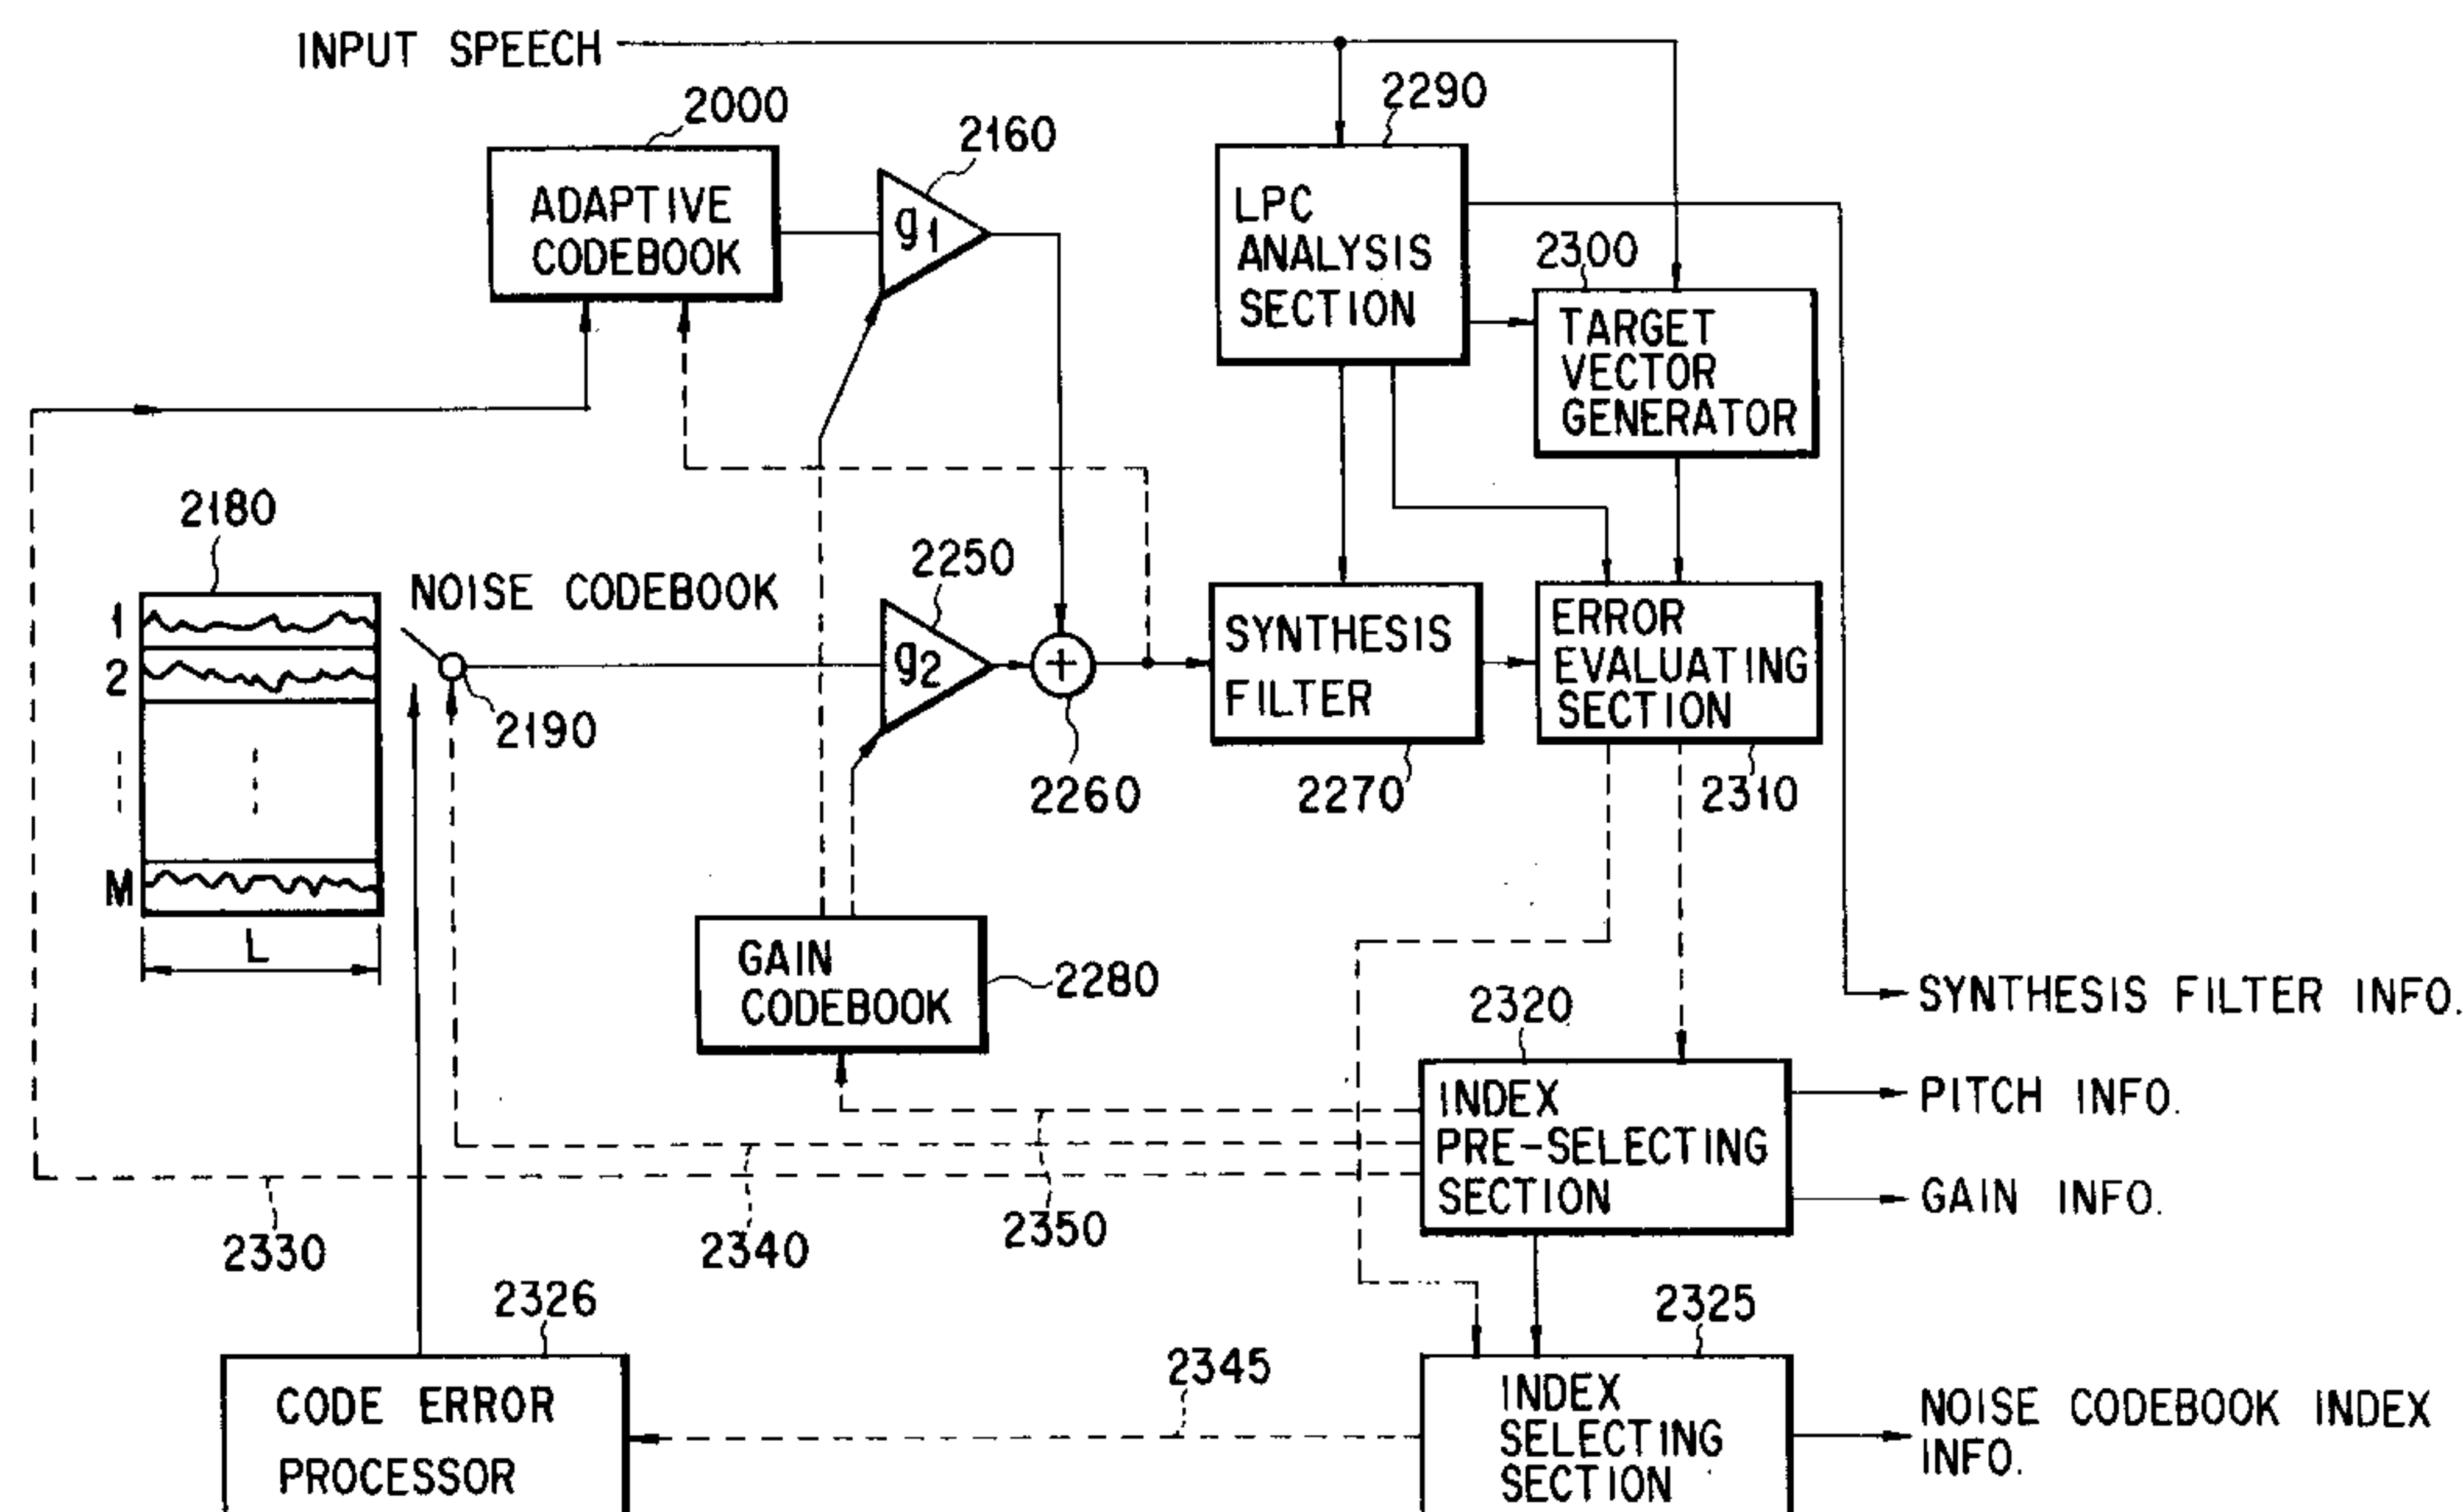 INPUT SPEECH
2000
2160
2290
ADAPTIVE
CODEBOOK
g1
LPC
ANALYSIS
SECTION
2300
TARGET
VECTOR
GENERATOR
2180
NOISE CODEBOOK
2250
1
2
M
L
2190
g2
+
2260
SYNTHESIS
FILTER
2270
ERROR
EVALUATING
SECTION
2310
GAIN
CODEBOOK
2280
2320
SYNTHESIS FILTER INFO.
INDEX
PRE-SELECTING
SECTION
PITCH INFO.
GAIN INFO.
2330
2340
2350
2326
CODE ERROR
PROCESSOR
2345
2325
INDEX
SELECTING
SECTION
NOISE CODEBOOK INDEX
INFO.